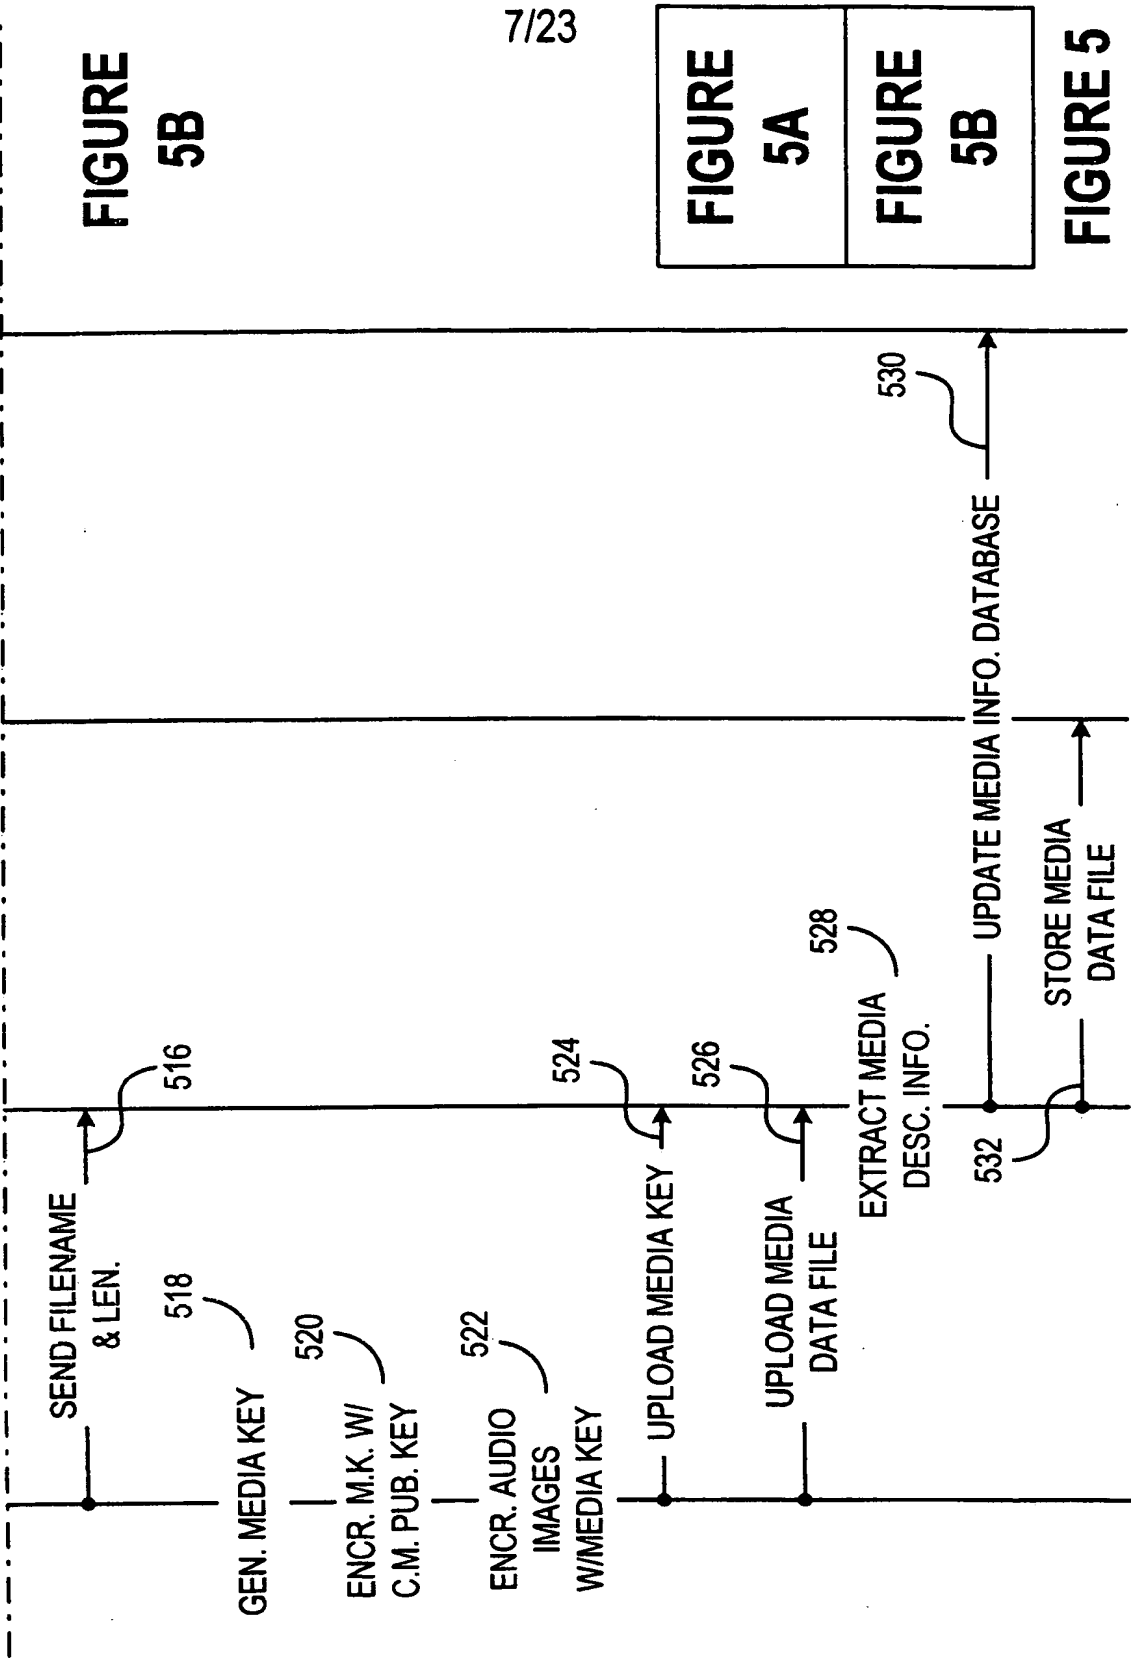 7/23
FIGURE
5B
SEND FILENAME
& LEN.
516
518
GEN. MEDIA KEY
520
ENCR. M.K. W/
C.M. PUB. KEY
522
ENCR. AUDIO
IMAGES
W/MEDIA KEY
524
UPLOAD MEDIA KEY
526
UPLOAD MEDIA
DATA FILE
528
EXTRACT MEDIA
DESC. INFO.
530
UPDATE MEDIA INFO. DATABASE
532
STORE MEDIA
DATA FILE
FIGURE
5A
FIGURE
5B
FIGURE 5